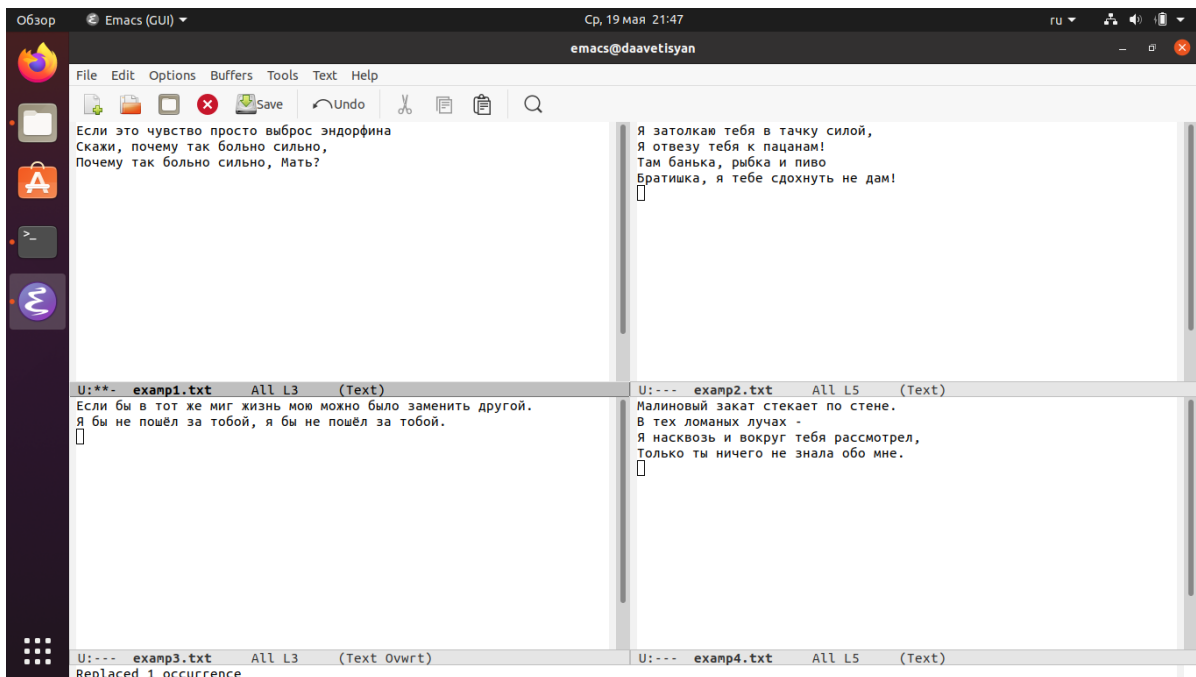 Обзор Emacs (GUI) Ср, 19 мая 21:47 ru
emacs@daavetisyan
File Edit Options Buffers Tools Text Help
Save Undo
Если это чувство просто выброс эндорфина
Скажи, почему так больно сильно,
Почему так больно сильно, Мать?
U:**- examp1.txt All L3 (Text)
Я затолкаю тебя в тачку силой,
Я отвезу тебя к пацанам!
Там банька, рыбка и пиво
Братишка, я тебе сдохнуть не дам!
U:--- examp2.txt All L5 (Text)
Если бы в тот же миг жизнь мою можно было заменить другой.
Я бы не пошёл за тобой, я бы не пошёл за тобой.
U:--- examp3.txt All L3 (Text Ovwrt)
Малиновый закат стекает по стене.
В тех ломаных лучах -
Я насквозь и вокруг тебя рассмотрел,
Только ты ничего не знала обо мне.
U:--- examp4.txt All L5 (Text)
Replaced 1 occurrence